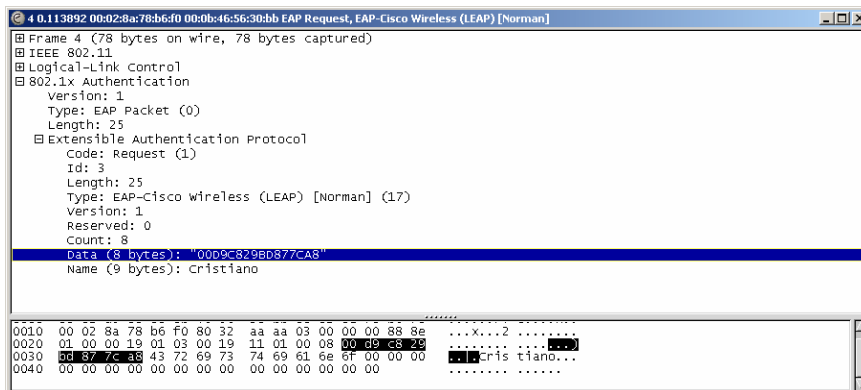 4 0.113892 00:02:8a:78:b6:f0 00:0b:46:56:30:bb EAP Request, EAP-Cisco Wireless (LEAP) [Norman]
Frame 4 (78 bytes on wire, 78 bytes captured)
IEEE 802.11
Logical-Link Control
802.1x Authentication
Version: 1
Type: EAP Packet (0)
Length: 25
Extensible Authentication Protocol
Code: Request (1)
Id: 3
Length: 25
Type: EAP-Cisco Wireless (LEAP) [Norman] (17)
Version: 1
Reserved: 0
Count: 8
Data (8 bytes): "00D9C829BD877CA8"
Name (9 bytes): Cristiano
0010 00 02 8a 78 b6 f0 80 32 aa aa 03 00 00 00 88 8e ...x...2 ........
0020 01 00 00 19 01 03 00 19 11 01 00 08 00 d9 c8 29 ........ .......)
0030 bd 87 7c a8 43 72 69 73 74 69 61 6e 6f 00 00 00 ..|.Cris tiano...
0040 00 00 00 00 00 00 00 00 00 00 00 00 00 00 ........ ......